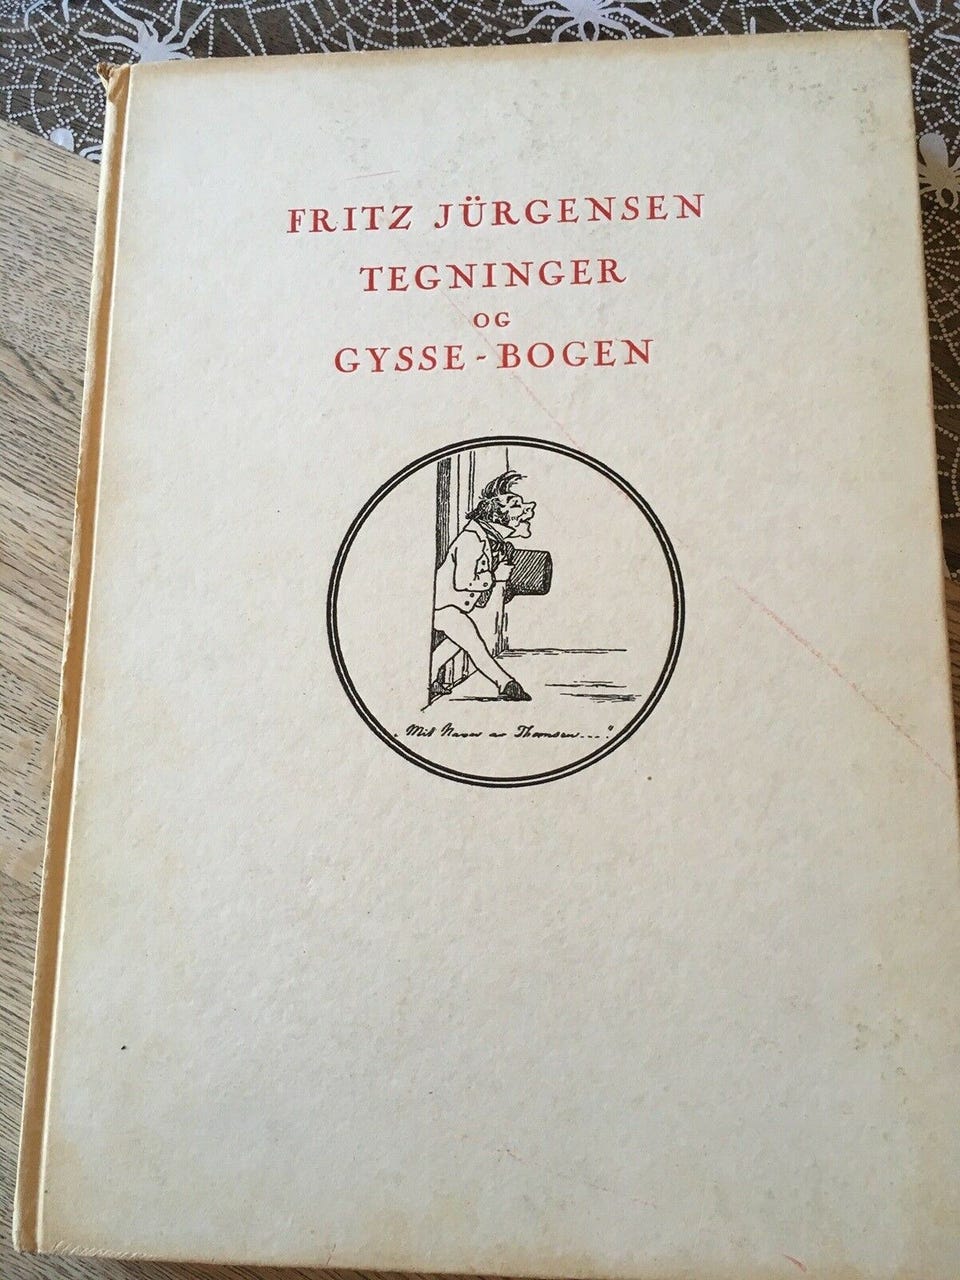 FRITZ JÜRGENSEN
TEGNINGER
OG
GYSSE-BOGEN
„Mit Navn er Thomsen...."